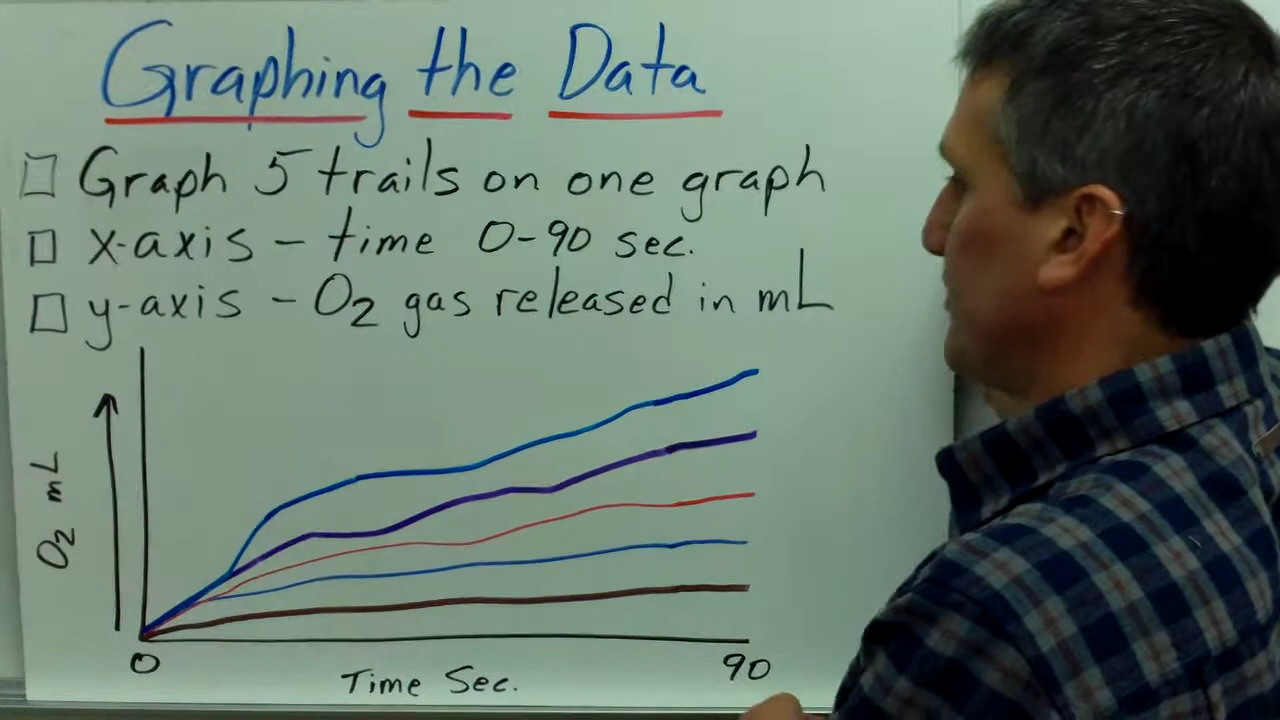 Graphing the Data
Graph 5 trails on one graph
x-axis - time 0-90 sec.
y-axis - O2 gas released in mL
O2 mL
0
90
Time Sec.